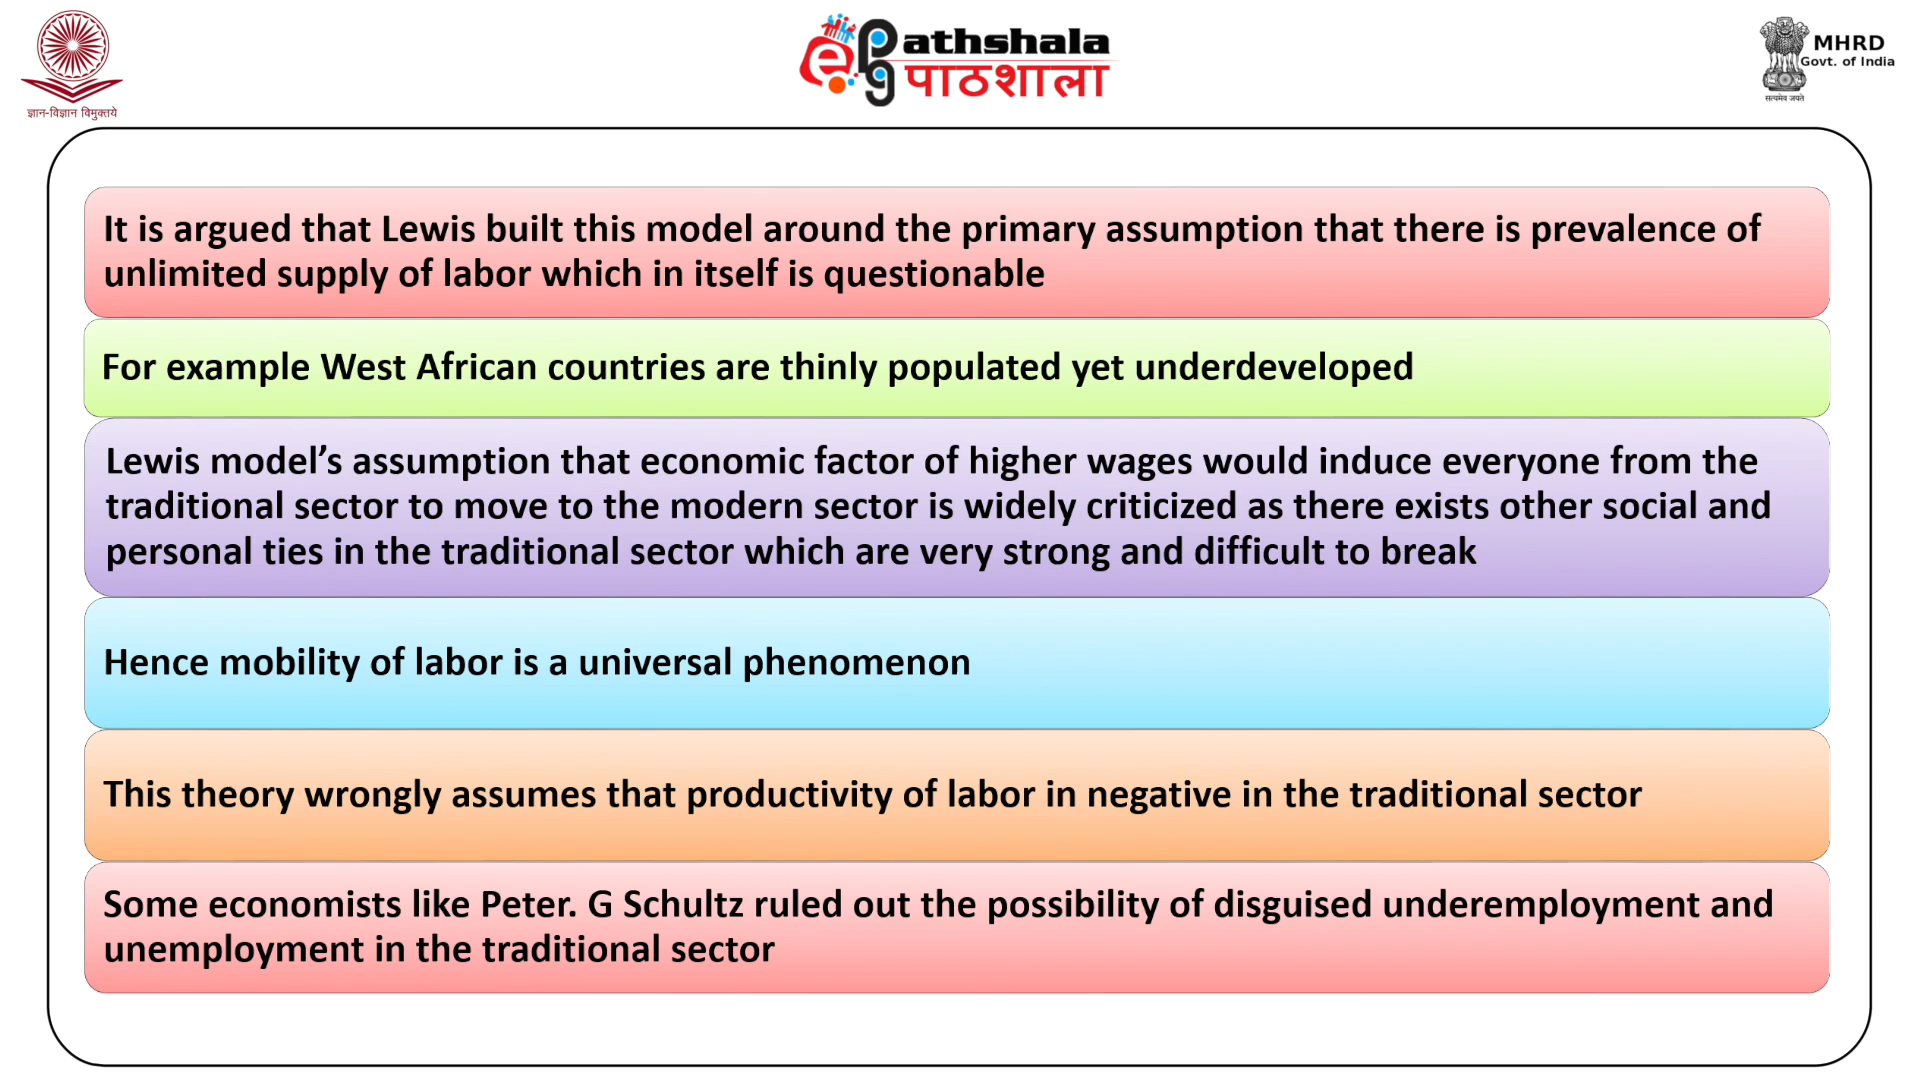 ज्ञान-विज्ञान विमुक्तये
e
pg
athshala
पाठशाला
MHRD
Govt. of India
सत्यमेव जयते
It is argued that Lewis built this model around the primary assumption that there is prevalence of
unlimited supply of labor which in itself is questionable
For example West African countries are thinly populated yet underdeveloped
Lewis model’s assumption that economic factor of higher wages would induce everyone from the
traditional sector to move to the modern sector is widely criticized as there exists other social and
personal ties in the traditional sector which are very strong and difficult to break
Hence mobility of labor is a universal phenomenon
This theory wrongly assumes that productivity of labor in negative in the traditional sector
Some economists like Peter. G Schultz ruled out the possibility of disguised underemployment and
unemployment in the traditional sector